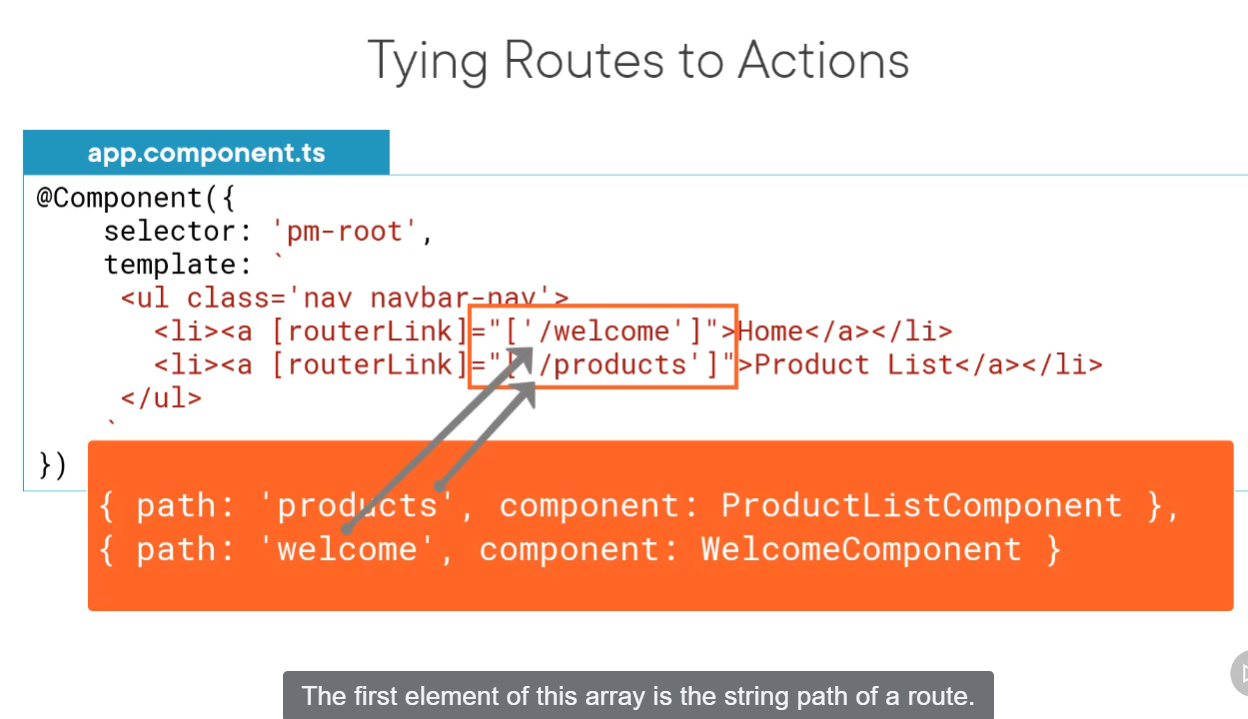 Tying Routes to Actions
app.component.ts
@Component({
selector: 'pm-root',
template: `
<ul class='nav navbar-nav'>
<li><a [routerLink]="['/welcome']">Home</a></li>
<li><a [routerLink]="['/products']">Product List</a></li>
</ul>
`
})
{ path: 'products', component: ProductListComponent },
{ path: 'welcome', component: WelcomeComponent }
The first element of this array is the string path of a route.